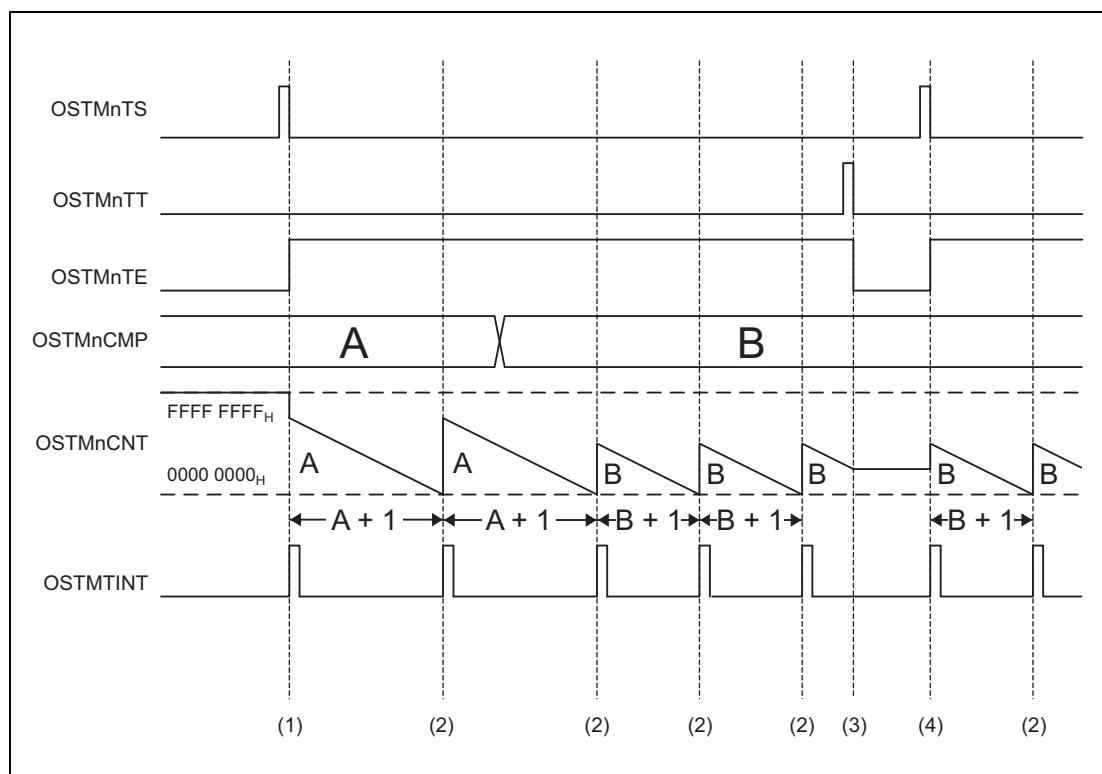 OSTMnTS
OSTMnTT
OSTMnTE
OSTMnCMP
A
B
OSTMnCNT
FFFF FFFFH
0000 0000H
A
A
B
B
B
B
B
A + 1
A + 1
B + 1
B + 1
B + 1
OSTMTINT
(1)
(2)
(2)
(2)
(2)
(3)
(4)
(2)